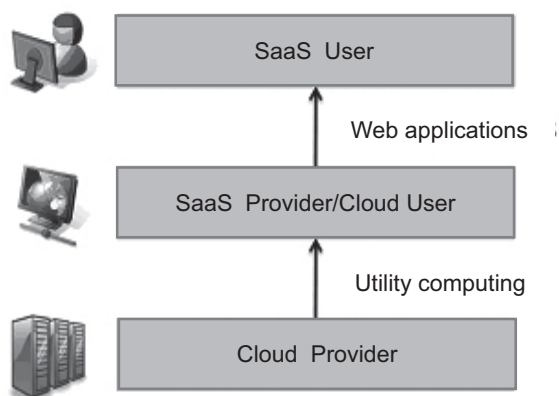 SaaS User
Web applications
SaaS Provider/Cloud User
Utility computing
Cloud Provider